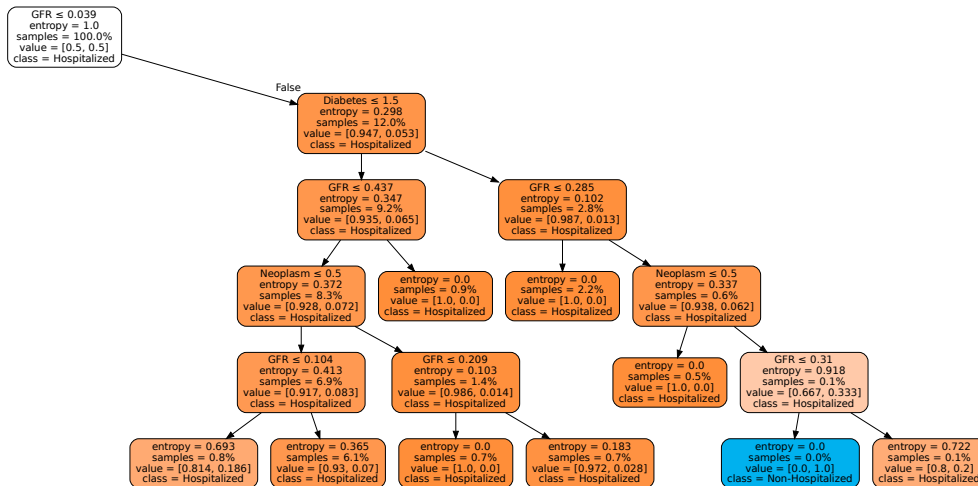 GFR ≤ 0.039
entropy = 1.0
samples = 100.0%
value = [0.5, 0.5]
class = Hospitalized
False
Diabetes ≤ 1.5
entropy = 0.298
samples = 12.0%
value = [0.947, 0.053]
class = Hospitalized
GFR ≤ 0.437
entropy = 0.347
samples = 9.2%
value = [0.935, 0.065]
class = Hospitalized
GFR ≤ 0.285
entropy = 0.102
samples = 2.8%
value = [0.987, 0.013]
class = Hospitalized
Neoplasm ≤ 0.5
entropy = 0.372
samples = 8.3%
value = [0.928, 0.072]
class = Hospitalized
entropy = 0.0
samples = 0.9%
value = [1.0, 0.0]
class = Hospitalized
entropy = 0.0
samples = 2.2%
value = [1.0, 0.0]
class = Hospitalized
Neoplasm ≤ 0.5
entropy = 0.337
samples = 0.6%
value = [0.938, 0.062]
class = Hospitalized
GFR ≤ 0.104
entropy = 0.413
samples = 6.9%
value = [0.917, 0.083]
class = Hospitalized
GFR ≤ 0.209
entropy = 0.103
samples = 1.4%
value = [0.986, 0.014]
class = Hospitalized
entropy = 0.0
samples = 0.5%
value = [1.0, 0.0]
class = Hospitalized
GFR ≤ 0.31
entropy = 0.918
samples = 0.1%
value = [0.667, 0.333]
class = Hospitalized
entropy = 0.693
samples = 0.8%
value = [0.814, 0.186]
class = Hospitalized
entropy = 0.365
samples = 6.1%
value = [0.93, 0.07]
class = Hospitalized
entropy = 0.0
samples = 0.7%
value = [1.0, 0.0]
class = Hospitalized
entropy = 0.183
samples = 0.7%
value = [0.972, 0.028]
class = Hospitalized
entropy = 0.0
samples = 0.0%
value = [0.0, 1.0]
class = Non-Hospitalized
entropy = 0.722
samples = 0.1%
value = [0.8, 0.2]
class = Hospitalized